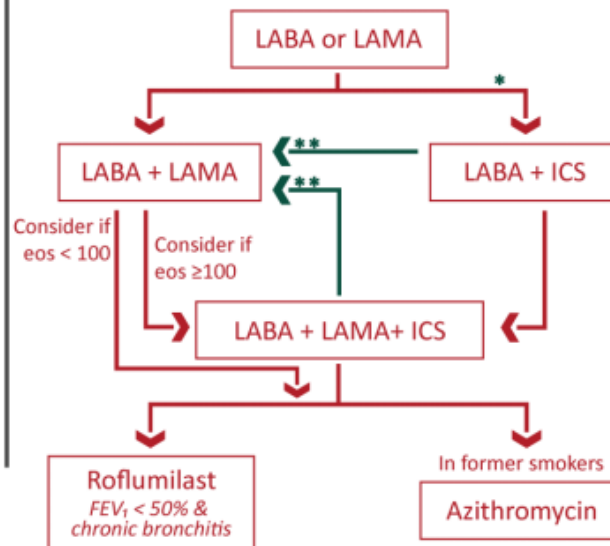 LABA or LAMA
*
**
LABA + LAMA
LABA + ICS
**
Consider if
eos < 100
Consider if
eos ≥100
LABA + LAMA+ ICS
Roflumilast
FEV₁ < 50% &
chronic bronchitis
In former smokers
Azithromycin